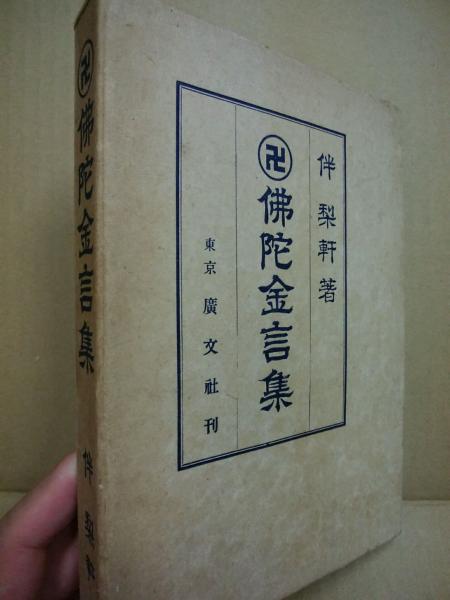 卍佛陀金言集
伴梨軒
伴梨軒著
卍佛陀金言集
東京廣文社刊